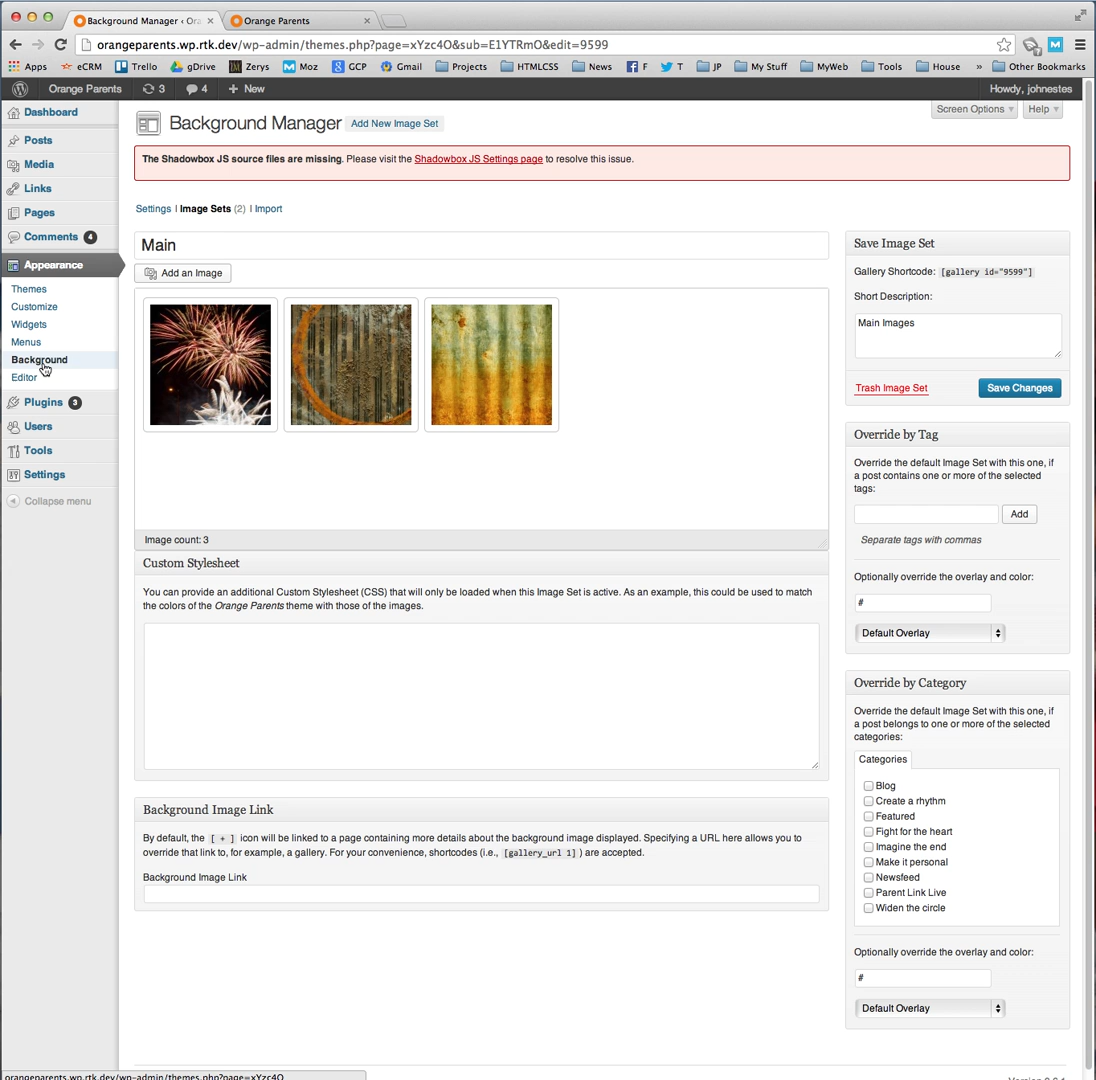 Background Manager ‹ Ora
Orange Parents
orangeparents.wp.rtk.dev/wp-admin/themes.php?page=xYzc4O&sub=E1YTRmO&edit=9599
Apps eCRM Trello gDrive Zerys Moz GCP Gmail Projects HTMLCSS News F T JP My Stuff MyWeb Tools House » Other Bookmarks
Orange Parents 3 4 + New Howdy, johnestes
Screen Options Help
Dashboard
Posts
Media
Links
Pages
Comments 4
Appearance
Themes
Customize
Widgets
Menus
Background
Editor
Plugins 3
Users
Tools
Settings
Collapse menu
Background Manager Add New Image Set
The Shadowbox JS source files are missing. Please visit the Shadowbox JS Settings page to resolve this issue.
Settings | Image Sets (2) | Import
Main
Add an Image
Image count: 3
Custom Stylesheet
You can provide an additional Custom Stylesheet (CSS) that will only be loaded when this Image Set is active. As an example, this could be used to match
the colors of the Orange Parents theme with those of the images.
Background Image Link
By default, the [ + ] icon will be linked to a page containing more details about the background image displayed. Specifying a URL here allows you to
override that link to, for example, a gallery. For your convenience, shortcodes (i.e., [gallery_url 1] ) are accepted.
Background Image Link
Save Image Set
Gallery Shortcode: [gallery id="9599"]
Short Description:
Main Images
Trash Image Set Save Changes
Override by Tag
Override the default Image Set with this one, if
a post contains one or more of the selected
tags:
Add
Separate tags with commas
Optionally override the overlay and color:
#
Default Overlay
Override by Category
Override the default Image Set with this one, if
a post belongs to one or more of the selected
categories:
Categories
Blog
Create a rhythm
Featured
Fight for the heart
Imagine the end
Make it personal
Newsfeed
Parent Link Live
Widen the circle
Optionally override the overlay and color:
#
Default Overlay
orangeparents.wp.rtk.dev/wp-admin/themes.php?page=xYzc4O